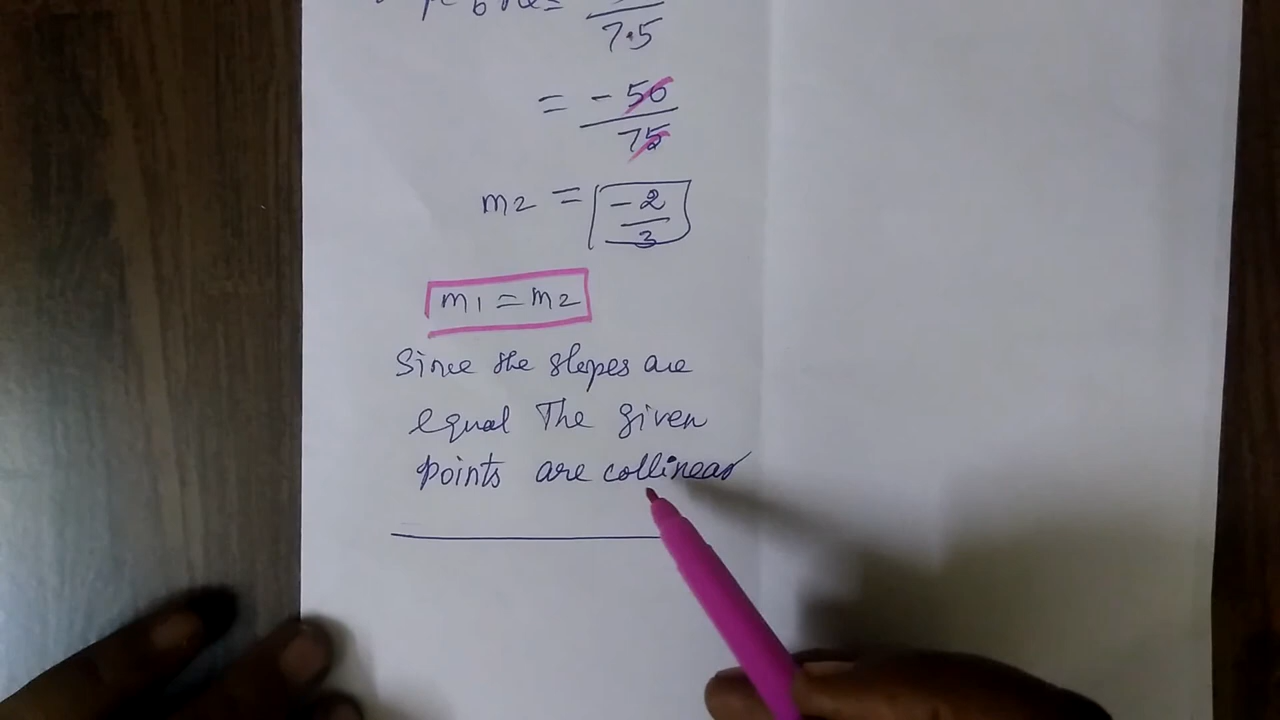 7.5
= - 50
75
m2 = - 2
3
m1 = m2
Since the slopes are
equal The given
points are collinear